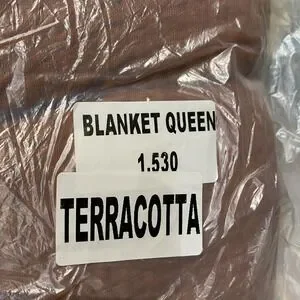 BLANKET QUEEN
1.530
TERRACOTTA